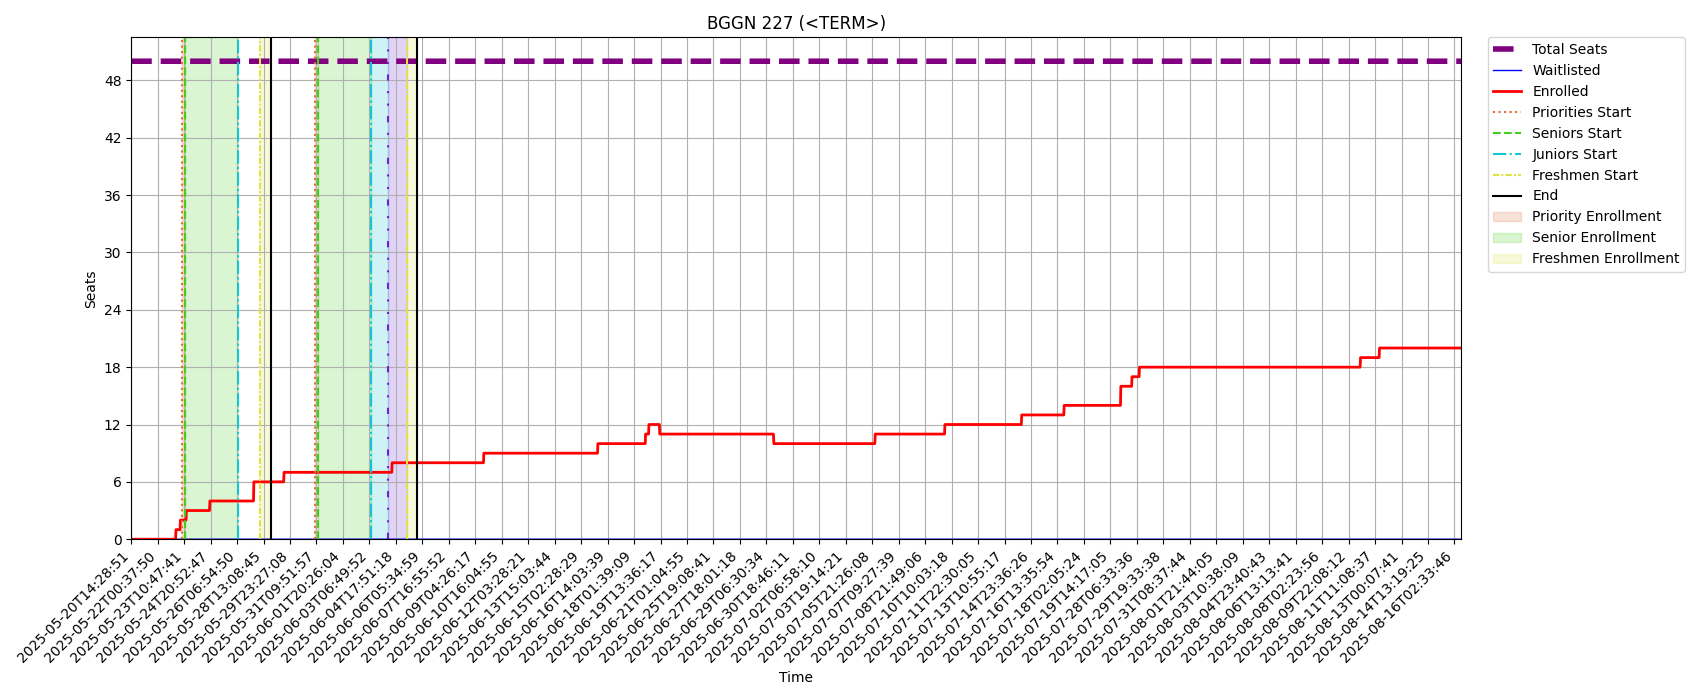 BGGN 227 (<TERM>)
Total Seats
Waitlisted
Enrolled
Priorities Start
Seniors Start
Juniors Start
Freshmen Start
End
Priority Enrollment
Senior Enrollment
Freshmen Enrollment
Seats
48
42
36
30
24
18
12
6
0
2025-05-20T14:28:51
2025-05-22T00:37:50
2025-05-23T10:47:41
2025-05-24T20:52:47
2025-05-26T06:54:50
2025-05-28T13:08:45
2025-05-29T23:27:08
2025-05-31T09:51:57
2025-06-01T20:26:04
2025-06-03T06:49:52
2025-06-04T17:51:18
2025-06-06T05:34:59
2025-06-07T16:55:52
2025-06-09T04:26:17
2025-06-10T16:04:55
2025-06-12T03:28:21
2025-06-13T15:03:44
2025-06-15T02:28:29
2025-06-16T14:03:39
2025-06-18T01:39:09
2025-06-19T13:36:17
2025-06-21T01:04:55
2025-06-25T19:08:41
2025-06-27T18:01:18
2025-06-29T06:30:34
2025-06-30T18:46:11
2025-07-02T06:58:10
2025-07-03T19:14:21
2025-07-05T21:26:08
2025-07-07T09:27:39
2025-07-08T21:49:06
2025-07-10T10:03:18
2025-07-11T22:30:05
2025-07-13T10:55:17
2025-07-14T23:36:26
2025-07-16T13:35:54
2025-07-18T02:05:24
2025-07-19T14:17:05
2025-07-28T06:33:36
2025-07-29T19:33:38
2025-07-31T08:37:44
2025-08-01T21:44:05
2025-08-03T10:38:09
2025-08-04T23:40:43
2025-08-06T13:13:41
2025-08-08T02:23:56
2025-08-09T22:08:12
2025-08-11T11:08:37
2025-08-13T00:07:41
2025-08-14T13:19:25
2025-08-16T02:33:46
Time